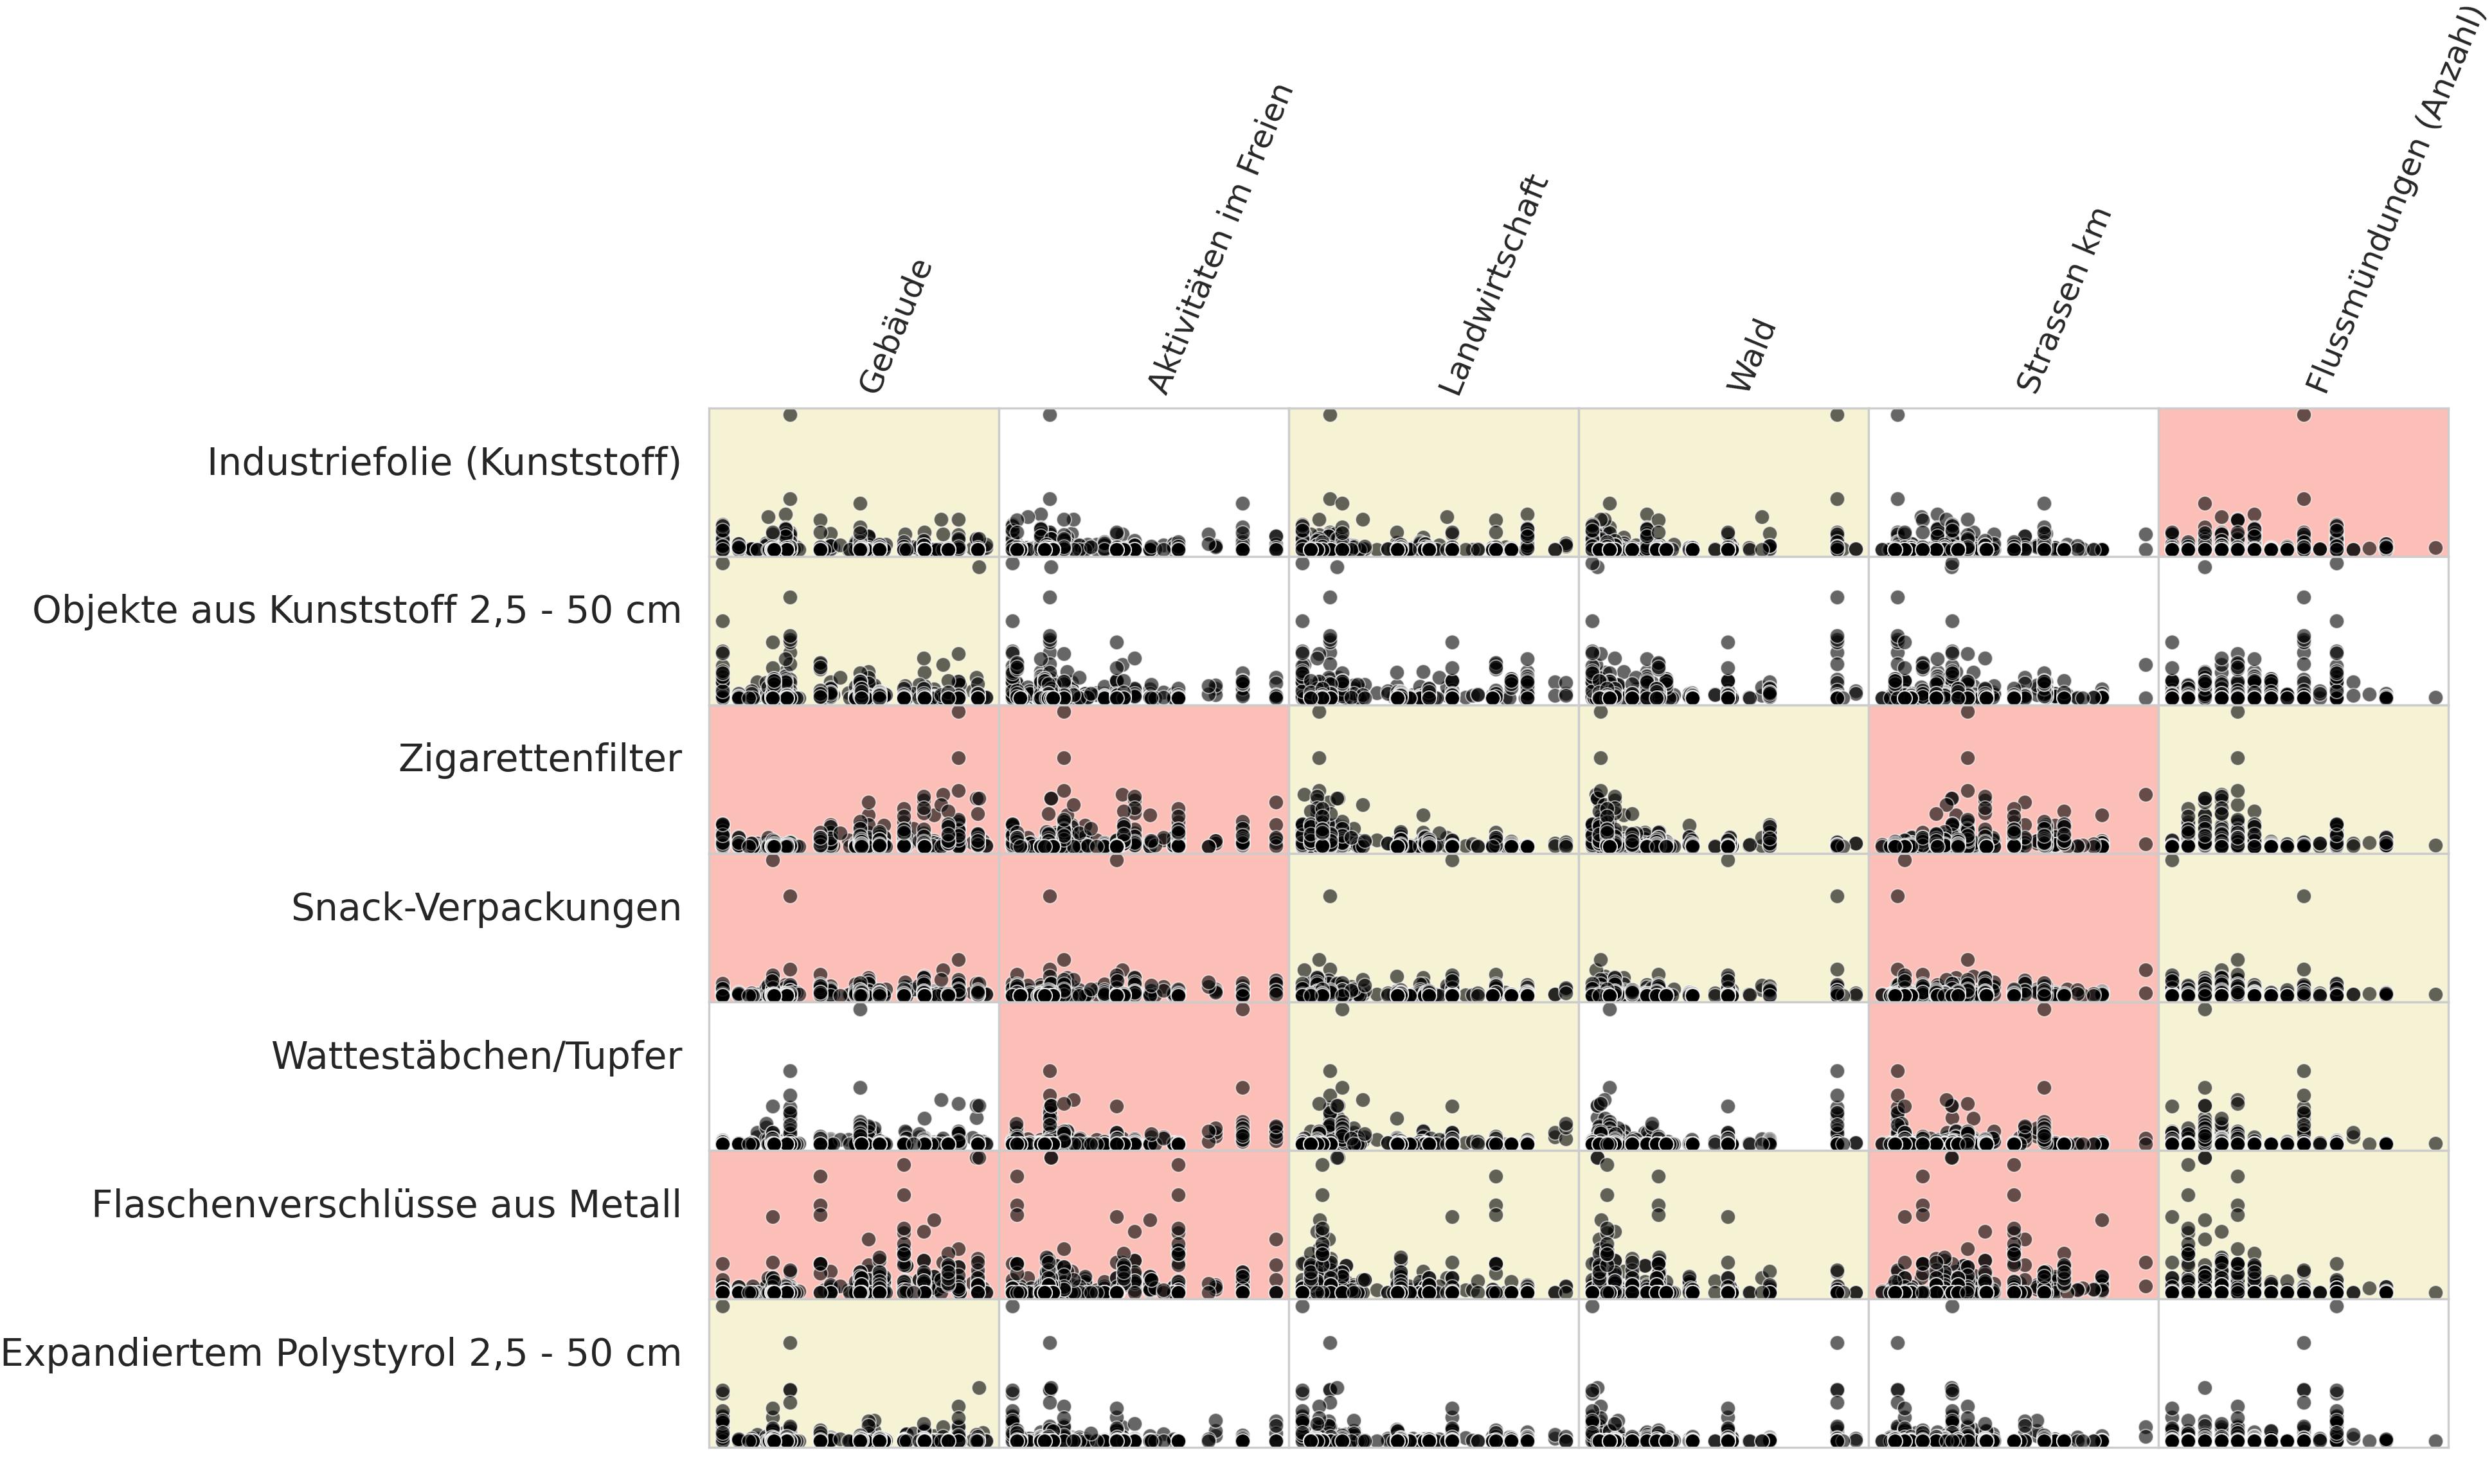 Gebäude
Aktivitäten im Freien
Landwirtschaft
Wald
Strassen km
Flussmündungen (Anzahl)
Industriefolie (Kunststoff)
Objekte aus Kunststoff 2,5 - 50 cm
Zigarettenfilter
Snack-Verpackungen
Wattestäbchen/Tupfer
Flaschenverschlüsse aus Metall
Expandiertem Polystyrol 2,5 - 50 cm